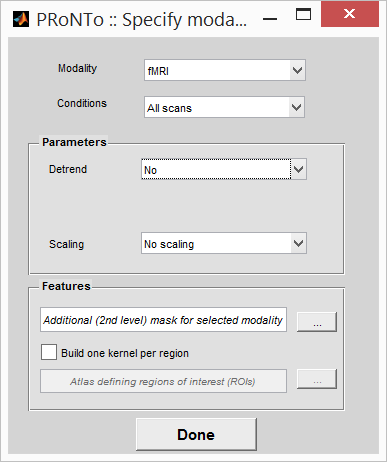 PRoNTo :: Specify moda...
Modality
fMRI
Conditions
All scans
Parameters
Detrend
No
Scaling
No scaling
Features
Additional (2nd level) mask for selected modality
...
Build one kernel per region
Atlas defining regions of interest (ROIs)
...
Done